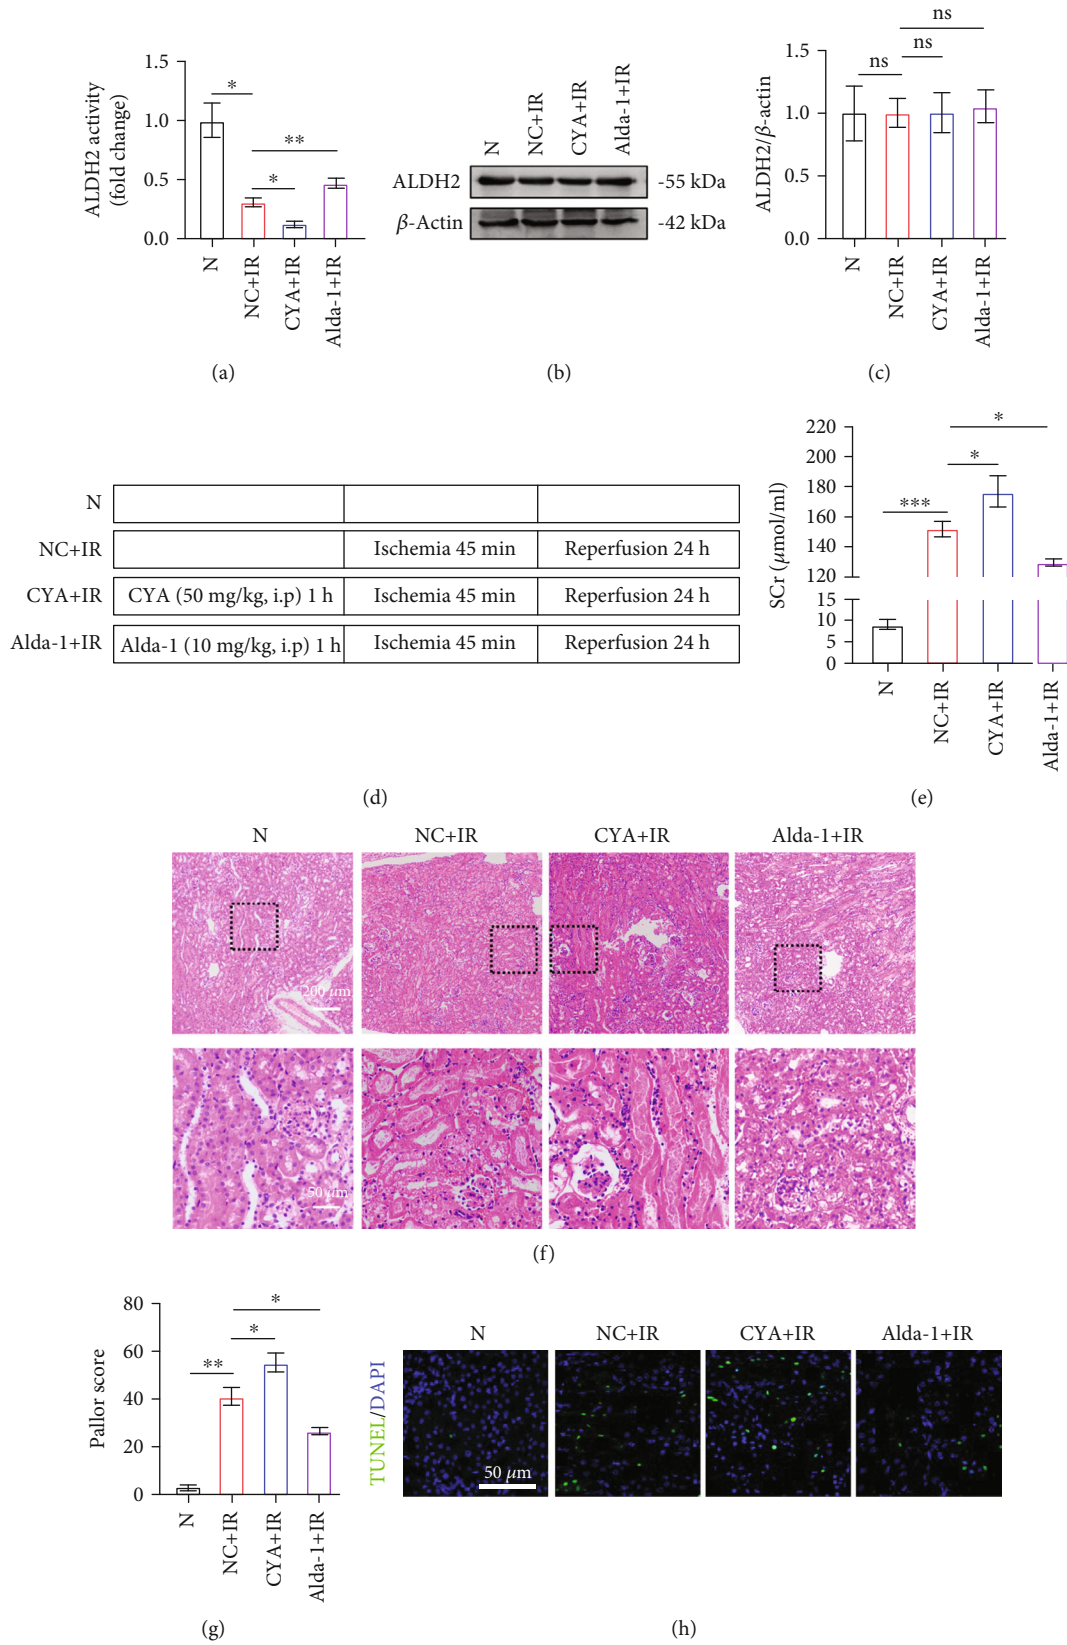 ALDH2 activity
(fold change)
1.5
1.0
0.5
0.0
*
**
*
N
NC+IR
CYA+IR
Alda-1+IR
(a)
N
NC+IR
CYA+IR
Alda-1+IR
ALDH2
-55 kDa
β-Actin
-42 kDa
(b)
ALDH2/β-actin
1.5
1.0
0.5
0.0
ns
ns
ns
N
NC+IR
CYA+IR
Alda-1+IR
(c)
N
NC+IR Ischemia 45 min Reperfusion 24 h
CYA+IR CYA (50 mg/kg, i.p) 1 h Ischemia 45 min Reperfusion 24 h
Alda-1+IR Alda-1 (10 mg/kg, i.p) 1 h Ischemia 45 min Reperfusion 24 h
(d)
SCr (μmol/ml)
220
200
180
160
140
120
15
10
5
0
***
*
*
N
NC+IR
CYA+IR
Alda-1+IR
(e)
N NC+IR CYA+IR Alda-1+IR
200 μm
50 μm
(f)
Pallor score
80
60
40
20
0
**
*
*
N
NC+IR
CYA+IR
Alda-1+IR
(g)
N NC+IR CYA+IR Alda-1+IR
TUNEL/DAPI
50 μm
(h)